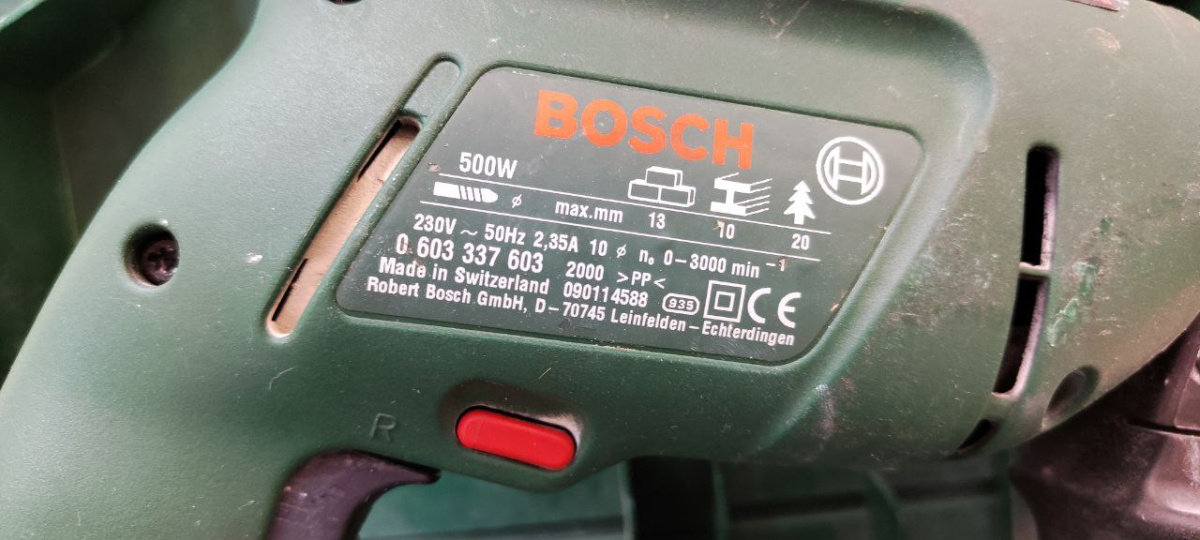 BOSCH
500W
ø max.mm 13 10 20
230V ~ 50Hz 2,35A 10 ø n₀ 0-3000 min -1
0 603 337 603 2000 >PP<
Made in Switzerland 090114588 935 CE
Robert Bosch GmbH, D-70745 Leinfelden-Echterdingen
R